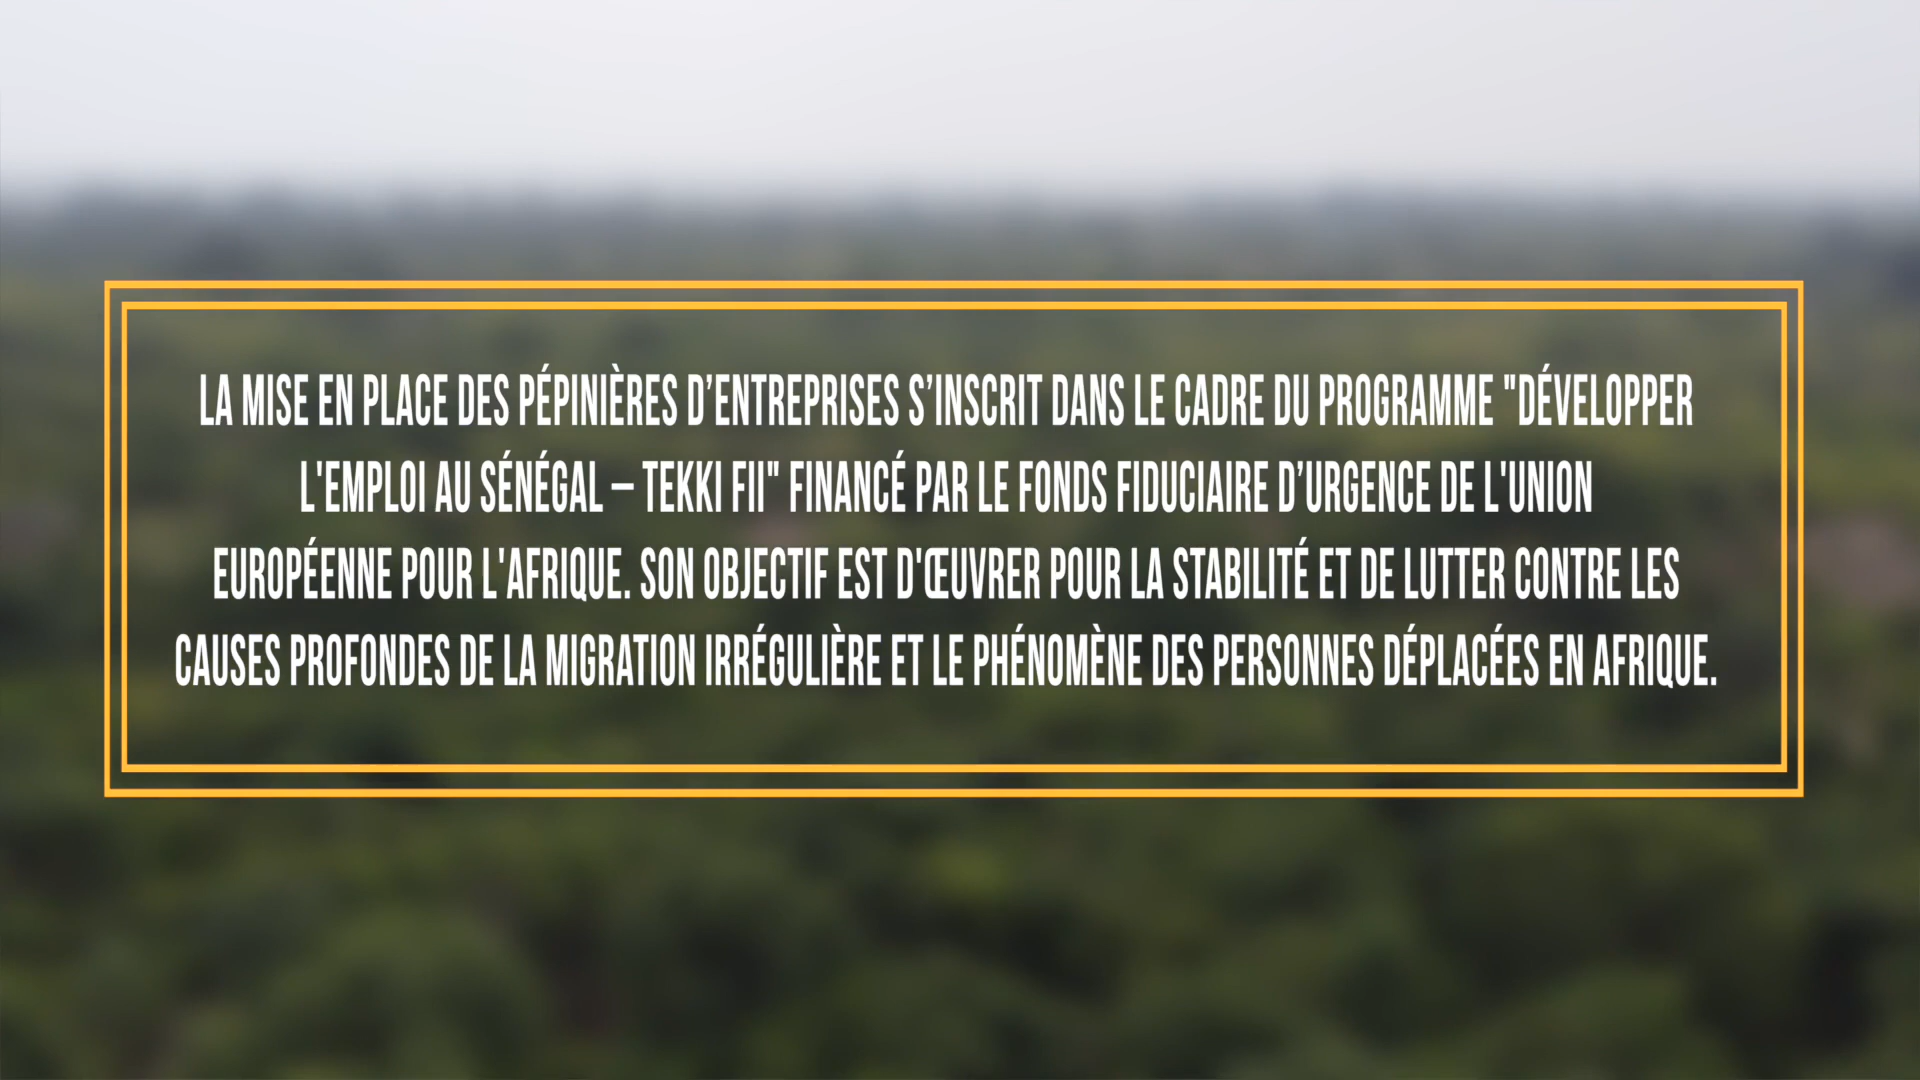 LA MISE EN PLACE DES PÉPINIÈRES D’ENTREPRISES S’INSCRIT DANS LE CADRE DU PROGRAMME "DÉVELOPPER
L'EMPLOI AU SÉNÉGAL – TEKKI FII" FINANCÉ PAR LE FONDS FIDUCIAIRE D’URGENCE DE L'UNION
EUROPÉENNE POUR L'AFRIQUE. SON OBJECTIF EST D'ŒUVRER POUR LA STABILITÉ ET DE LUTTER CONTRE LES
CAUSES PROFONDES DE LA MIGRATION IRRÉGULIÈRE ET LE PHÉNOMÈNE DES PERSONNES DÉPLACÉES EN AFRIQUE.